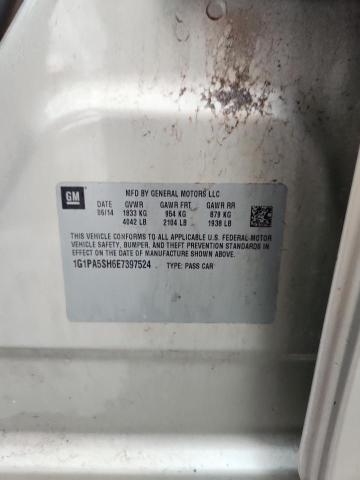 GM
MFD BY GENERAL MOTORS LLC
DATE GVWR GAWR FRT GAWR RR
06/14 1833 KG 954 KG 879 KG
4042 LB 2104 LB 1938 LB
THIS VEHICLE CONFORMS TO ALL APPLICABLE U.S. FEDERAL MOTOR
VEHICLE SAFETY, BUMPER, AND THEFT PREVENTION STANDARDS
IN EFFECT ON THE DATE OF MANUFACTURE SHOWN ABOVE.
1G1PA5SH6E7397524 TYPE: PASS CAR